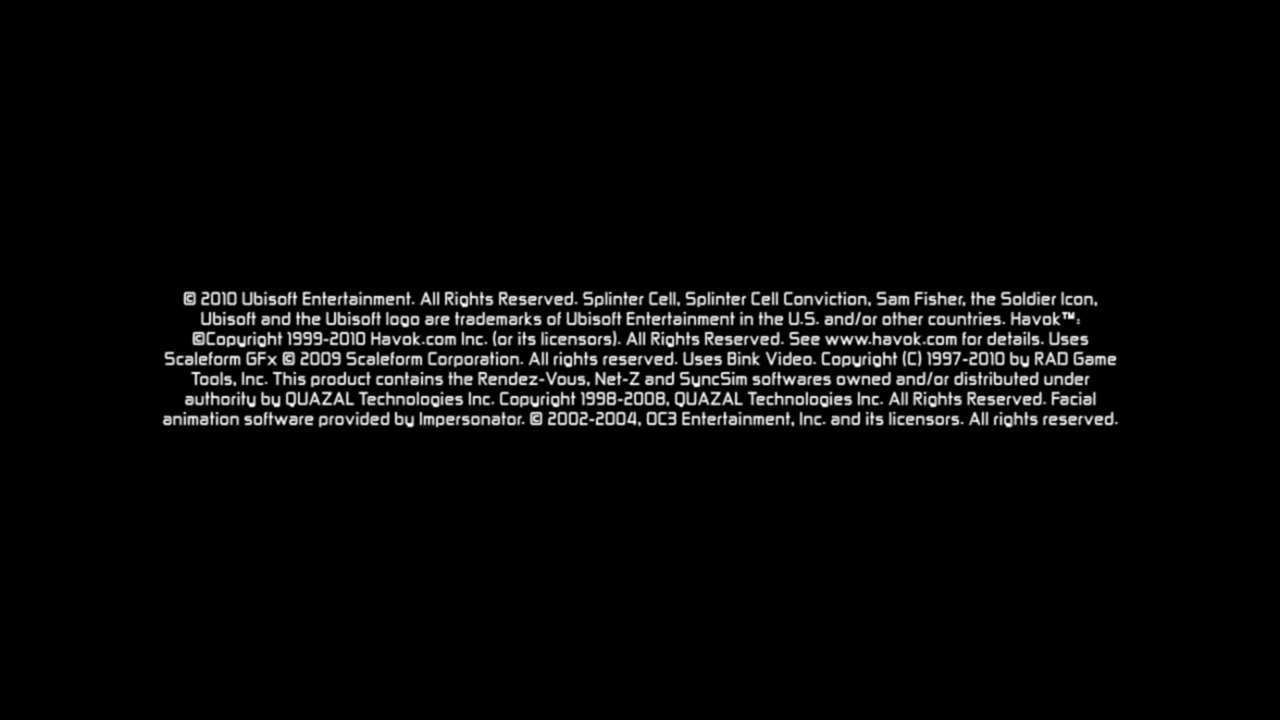 © 2010 Ubisoft Entertainment. All Rights Reserved. Splinter Cell, Splinter Cell Conviction, Sam Fisher, the Soldier Icon,
Ubisoft and the Ubisoft logo are trademarks of Ubisoft Entertainment in the U.S. and/or other countries. Havok™:
©Copyright 1999-2010 Havok.com Inc. (or its licensors). All Rights Reserved. See www.havok.com for details. Uses
Scaleform GFx © 2009 Scaleform Corporation. All rights reserved. Uses Bink Video. Copyright (C) 1997-2010 by RAD Game
Tools, Inc. This product contains the Rendez-Vous, Net-Z and SyncSim softwares owned and/or distributed under
authority by QUAZAL Technologies Inc. Copyright 1998-2008, QUAZAL Technologies Inc. All Rights Reserved. Facial
animation software provided by Impersonator. © 2002-2004, OC3 Entertainment, Inc. and its licensors. All rights reserved.